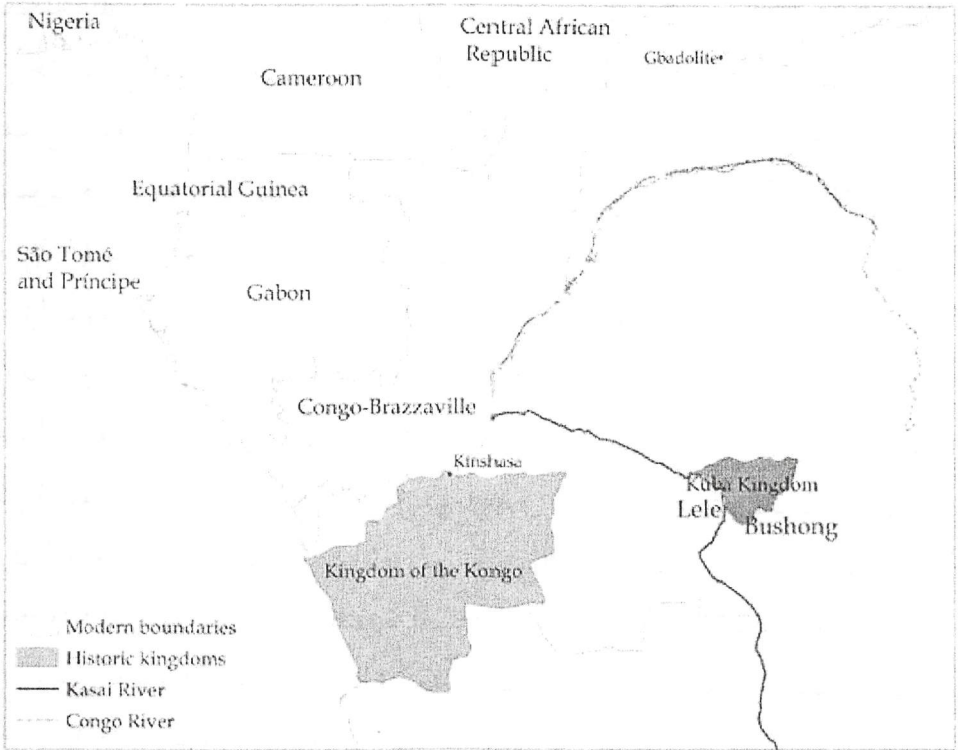 Nigeria
Central African
Republic
Gbadolite
Cameroon
Equatorial Guinea
São Tomé
and Príncipe
Gabon
Congo-Brazzaville
Kinshasa
Kuba Kingdom
Lele
Bushong
Kingdom of the Kongo
Modern boundaries
Historic kingdoms
Kasai River
Congo River